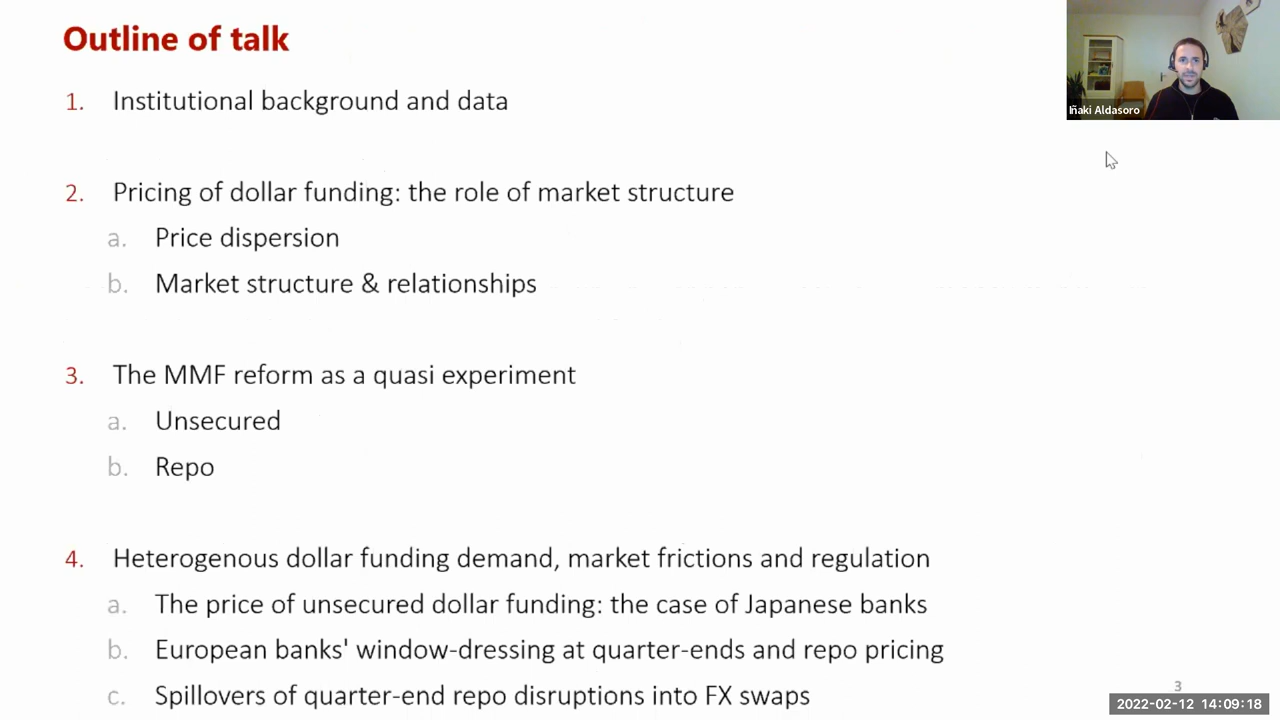 Outline of talk
Iñaki Aldasoro
1. Institutional background and data
2. Pricing of dollar funding: the role of market structure
a. Price dispersion
b. Market structure & relationships
3. The MMF reform as a quasi experiment
a. Unsecured
b. Repo
4. Heterogenous dollar funding demand, market frictions and regulation
a. The price of unsecured dollar funding: the case of Japanese banks
b. European banks' window-dressing at quarter-ends and repo pricing
c. Spillovers of quarter-end repo disruptions into FX swaps
3
2022-02-12 14:09:18